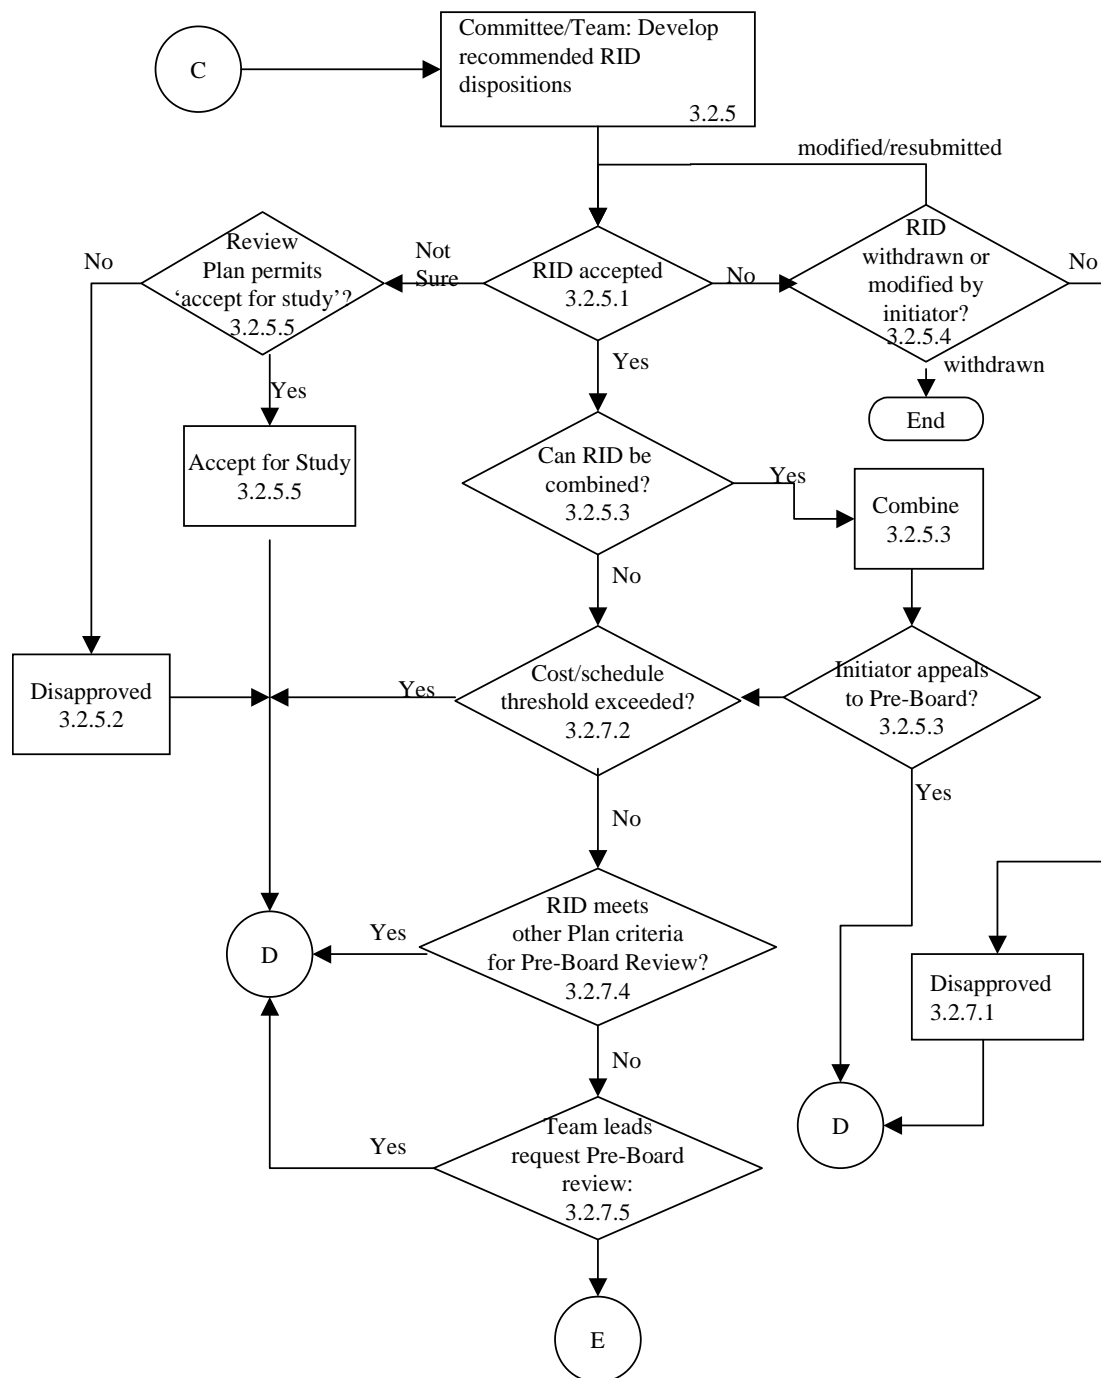 Committee/Team: Develop
recommended RID
dispositions
3.2.5
C
modified/resubmitted
Review
Plan permits
‘accept for study’?
3.2.5.5
No
Not
Sure
RID accepted
3.2.5.1
No
RID
withdrawn or
modified by
initiator?
3.2.5.4
No
Yes
Yes
withdrawn
End
Accept for Study
3.2.5.5
Can RID be
combined?
3.2.5.3
Yes
Combine
3.2.5.3
No
Disapproved
3.2.5.2
Yes
Cost/schedule
threshold exceeded?
3.2.7.2
Initiator appeals
to Pre-Board?
3.2.5.3
No
Yes
D
Yes
RID meets
other Plan criteria
for Pre-Board Review?
3.2.7.4
Disapproved
3.2.7.1
No
D
Yes
Team leads
request Pre-Board
review:
3.2.7.5
E